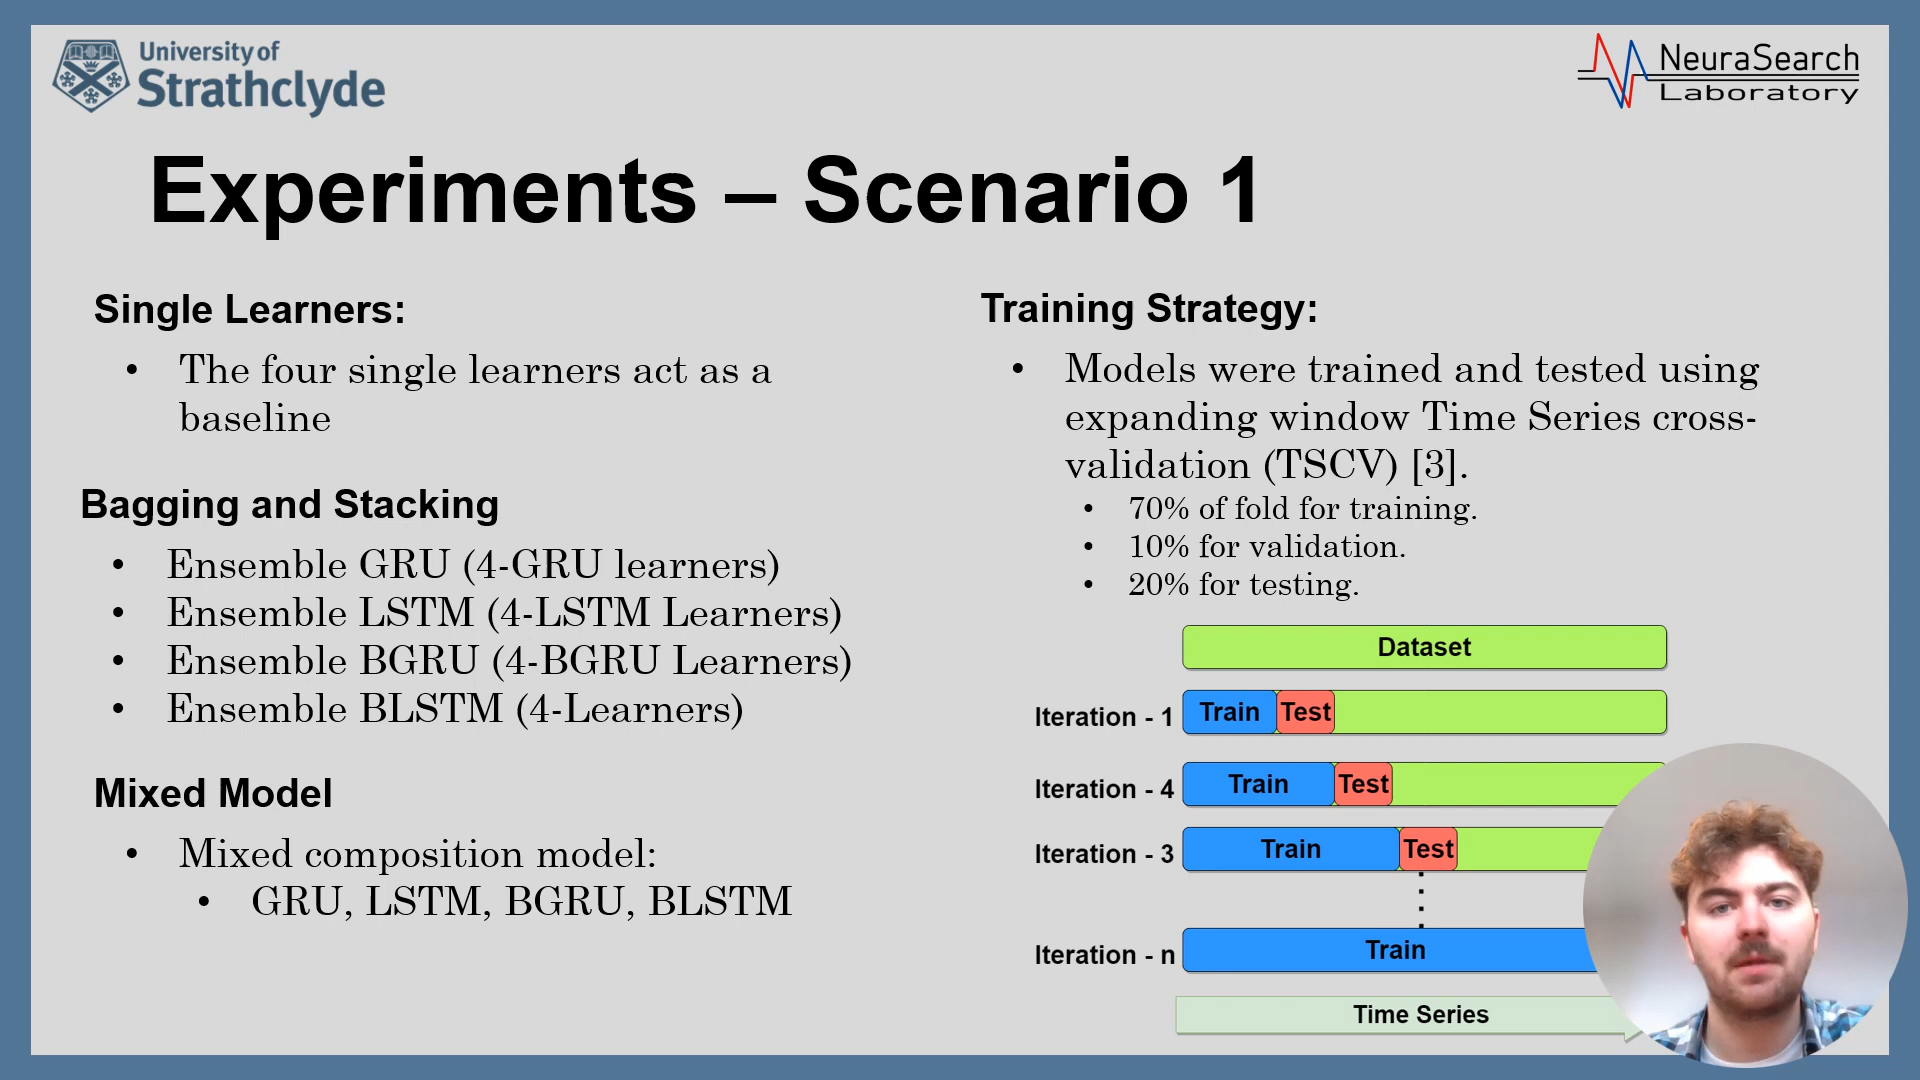 University of
Strathclyde
NeuraSearch
Laboratory
Experiments – Scenario 1
Single Learners:
• The four single learners act as a
baseline
Bagging and Stacking
• Ensemble GRU (4-GRU learners)
• Ensemble LSTM (4-LSTM Learners)
• Ensemble BGRU (4-BGRU Learners)
• Ensemble BLSTM (4-Learners)
Mixed Model
• Mixed composition model:
• GRU, LSTM, BGRU, BLSTM
Training Strategy:
• Models were trained and tested using
expanding window Time Series cross-
validation (TSCV) [3].
• 70% of fold for training.
• 10% for validation.
• 20% for testing.
Dataset
Iteration - 1 Train Test
Iteration - 4 Train Test
Iteration - 3 Train Test
Iteration - n Train
Time Series